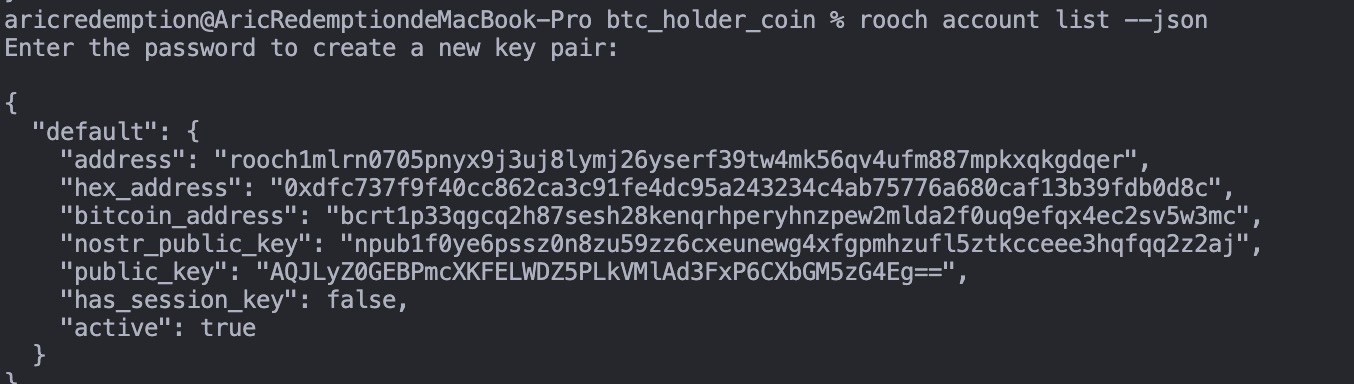 aricredemption@AricRedemptiondeMacBook-Pro btc_holder_coin % rooch account list --json
Enter the password to create a new key pair:
{
  "default": {
    "address": "rooch1mlrn0705pnyx9j3uj8lymj26yserf39tw4mk56qv4ufm887mpkxqkgdqer",
    "hex_address": "0xdfc737f9f40cc862ca3c91fe4dc95a243234c4ab75776a680caf13b39fdb0d8c",
    "bitcoin_address": "bcrt1p33qgcq2h87sesh28kenqrhperyhnzpew2mlda2f0uq9efqx4ec2sv5w3mc",
    "nostr_public_key": "npub1f0ye6pssz0n8zu59zz6cxeunewg4xfgpmhzufl5ztkcceee3hqfqq2z2aj",
    "public_key": "AQJLyZ0GEBPmcXKFELWDZ5PLkVMlAd3FxP6CXbGM5zG4Eg==",
    "has_session_key": false,
    "active": true
  }
}